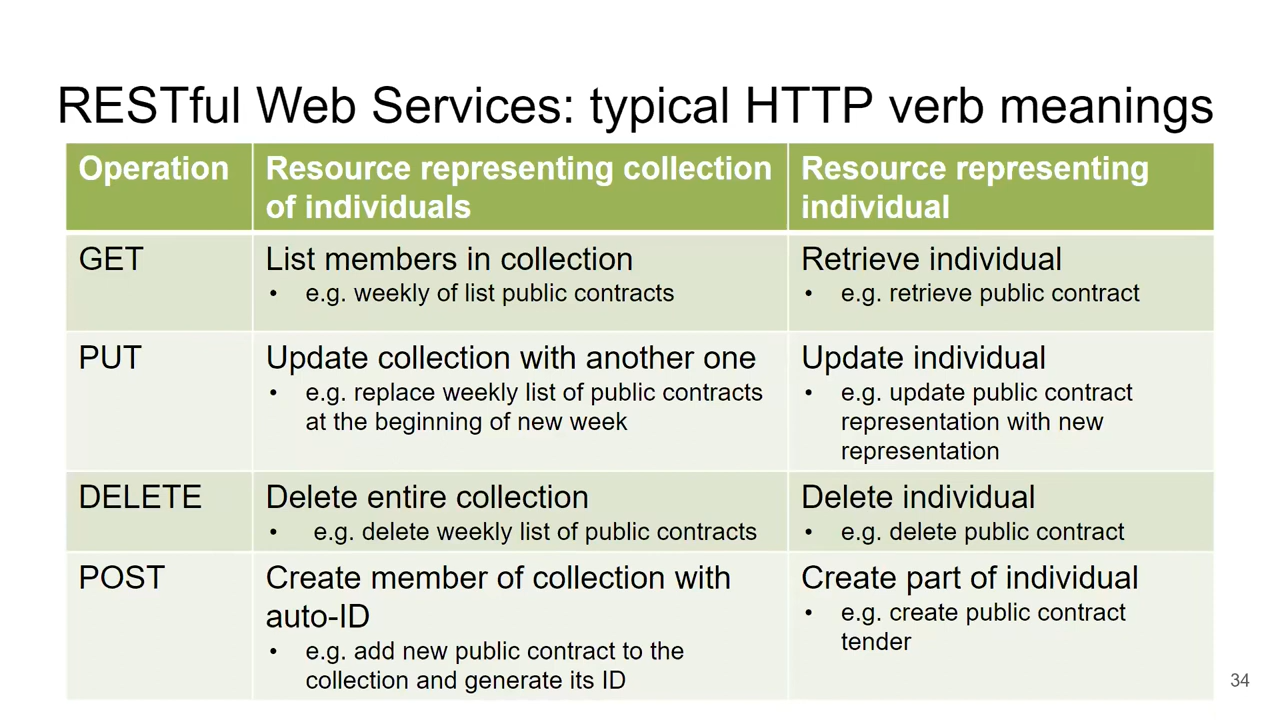 RESTful Web Services: typical HTTP verb meanings
Operation
Resource representing collection
of individuals
Resource representing
individual
GET
List members in collection
• e.g. weekly of list public contracts
Retrieve individual
• e.g. retrieve public contract
PUT
Update collection with another one
• e.g. replace weekly list of public contracts
at the beginning of new week
Update individual
• e.g. update public contract
representation with new
representation
DELETE
Delete entire collection
• e.g. delete weekly list of public contracts
Delete individual
• e.g. delete public contract
POST
Create member of collection with
auto-ID
• e.g. add new public contract to the
collection and generate its ID
Create part of individual
• e.g. create public contract
tender
34